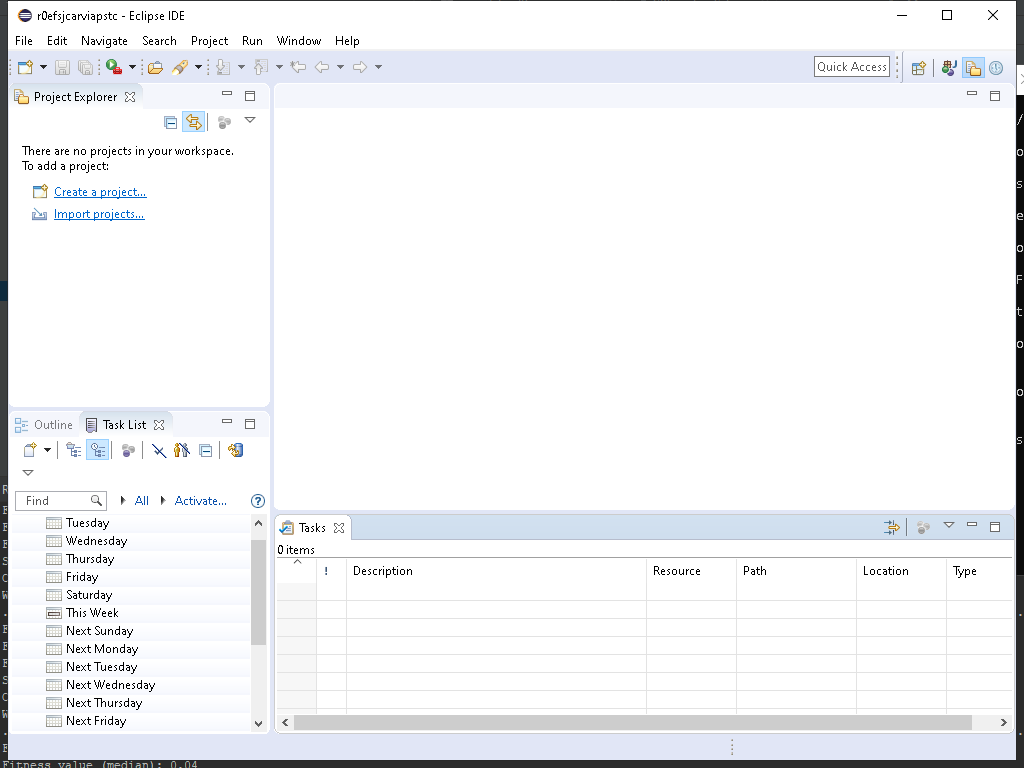 r0efsjcarviapstc - Eclipse IDE
File Edit Navigate Search Project Run Window Help
Quick Access
Project Explorer
There are no projects in your workspace.
To add a project:
Create a project...
Import projects...
Outline Task List
Find All Activate...
Tuesday
Wednesday
Thursday
Friday
Saturday
This Week
Next Sunday
Next Monday
Next Tuesday
Next Wednesday
Next Thursday
Next Friday
Tasks
0 items
! Description Resource Path Location Type
Fitness value (median): 0.04